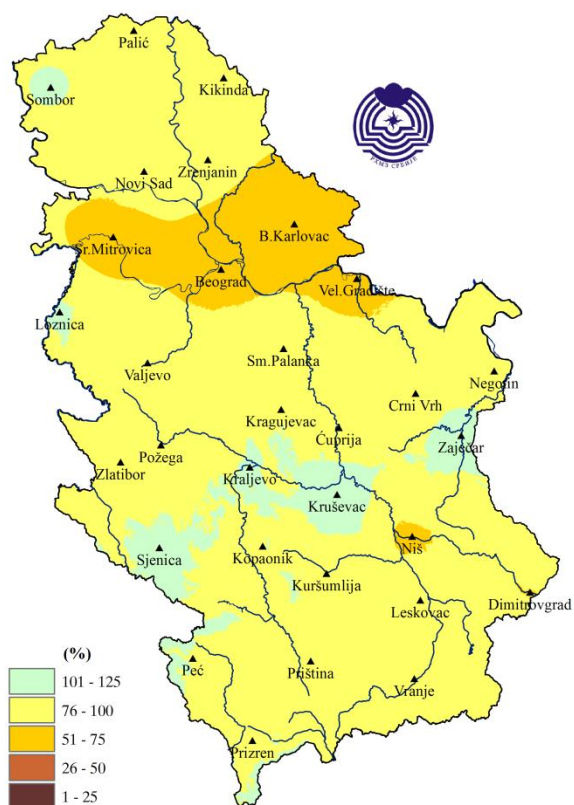 Palić
Kikinda
Sombor
Zrenjanin
Novi Sad
РХМЗ СРБИЈЕ
B.Karlovac
Sr.Mitrovica
Beograd
Vel.Gradište
Loznica
Sm.Palanka
Valjevo
Negotin
Crni Vrh
Kragujevac
Ćuprija
Zaječar
Požega
Zlatibor
Kraljevo
Kruševac
Niš
Sjenica
Kopaonik
Kuršumlija
Dimitrovgrad
Leskovac
(%)
101 - 125
Peć
Priština
76 - 100
Vranje
51 - 75
Prizren
26 - 50
1 - 25